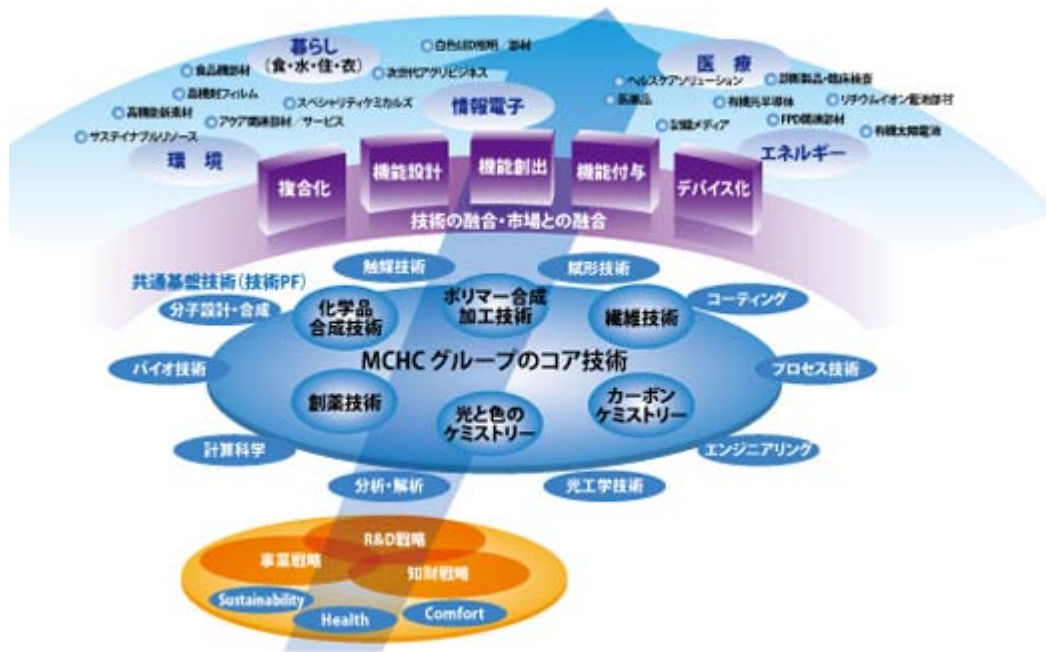 暮らし
(食・水・住・衣)
白色LED照明／部材
食品機能材
次世代アグリビジネス
高機能フィルム
スペシャリティケミカルズ
高機能新素材
アクア関連部材／サービス
サステイナブルリソース
環 境
情報電子
医 療
ヘルスケアソリューション
診断製品・臨床検査
医薬品
有機光半導体
リチウムイオン電池部材
記録メディア
FPD関連部材
有機太陽電池
エネルギー
複合化
機能設計
機能創出
機能付与
デバイス化
技術の融合・市場との融合
共通基盤技術(技術PF)
触媒技術
賦形技術
分子設計・合成
コーティング
バイオ技術
プロセス技術
計算科学
エンジニアリング
分析・解析
光工学技術
化学品
合成技術
ポリマー合成
加工技術
繊維技術
MCHCグループのコア技術
創薬技術
光と色の
ケミストリー
カーボン
ケミストリー
R&D戦略
事業戦略
知財戦略
Sustainability
Health
Comfort